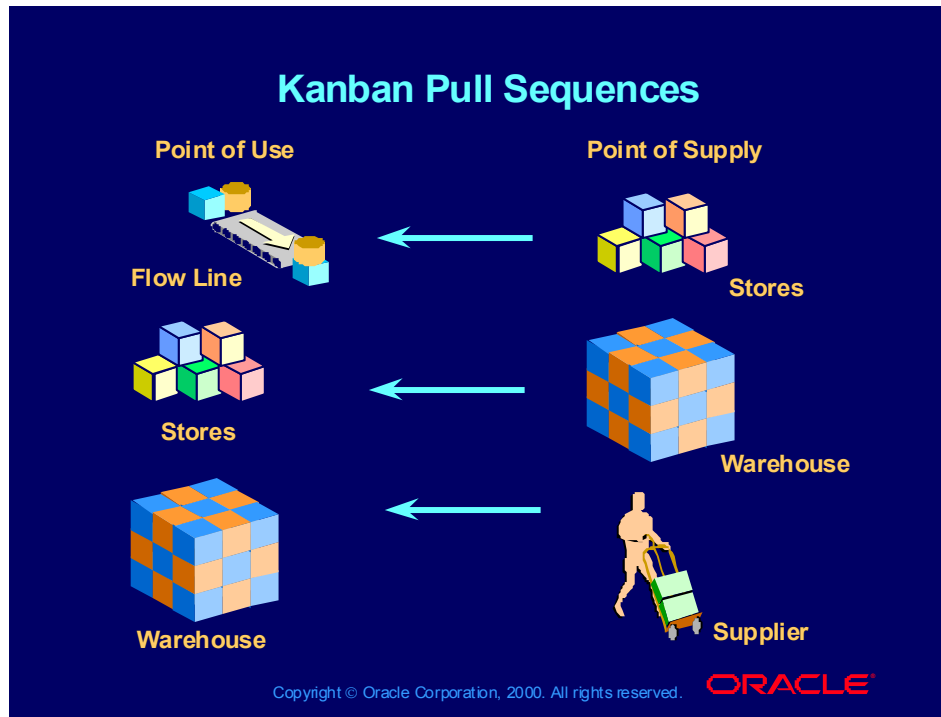 Kanban Pull Sequences
Point of Use
Point of Supply
Flow Line
Stores
Stores
Warehouse
Warehouse
Supplier
Copyright © Oracle Corporation, 2000. All rights reserved.
ORACLE®